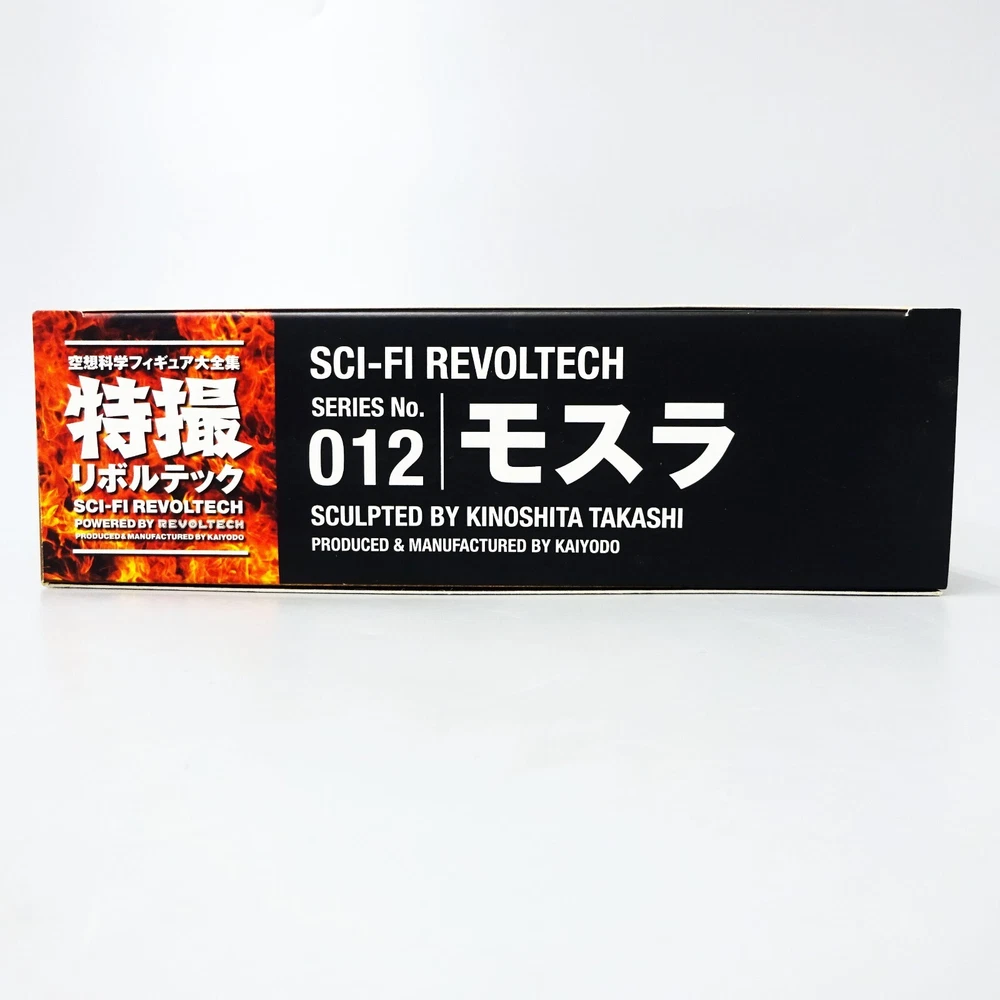 空想科学フィギュア大全集
特撮
リボルテック
SCI-FI REVOLTECH
POWERED BY REVOLTECH
PRODUCED & MANUFACTURED BY KAIYODO
SCI-FI REVOLTECH
SERIES No.
012
モスラ
SCULPTED BY KINOSHITA TAKASHI
PRODUCED & MANUFACTURED BY KAIYODO